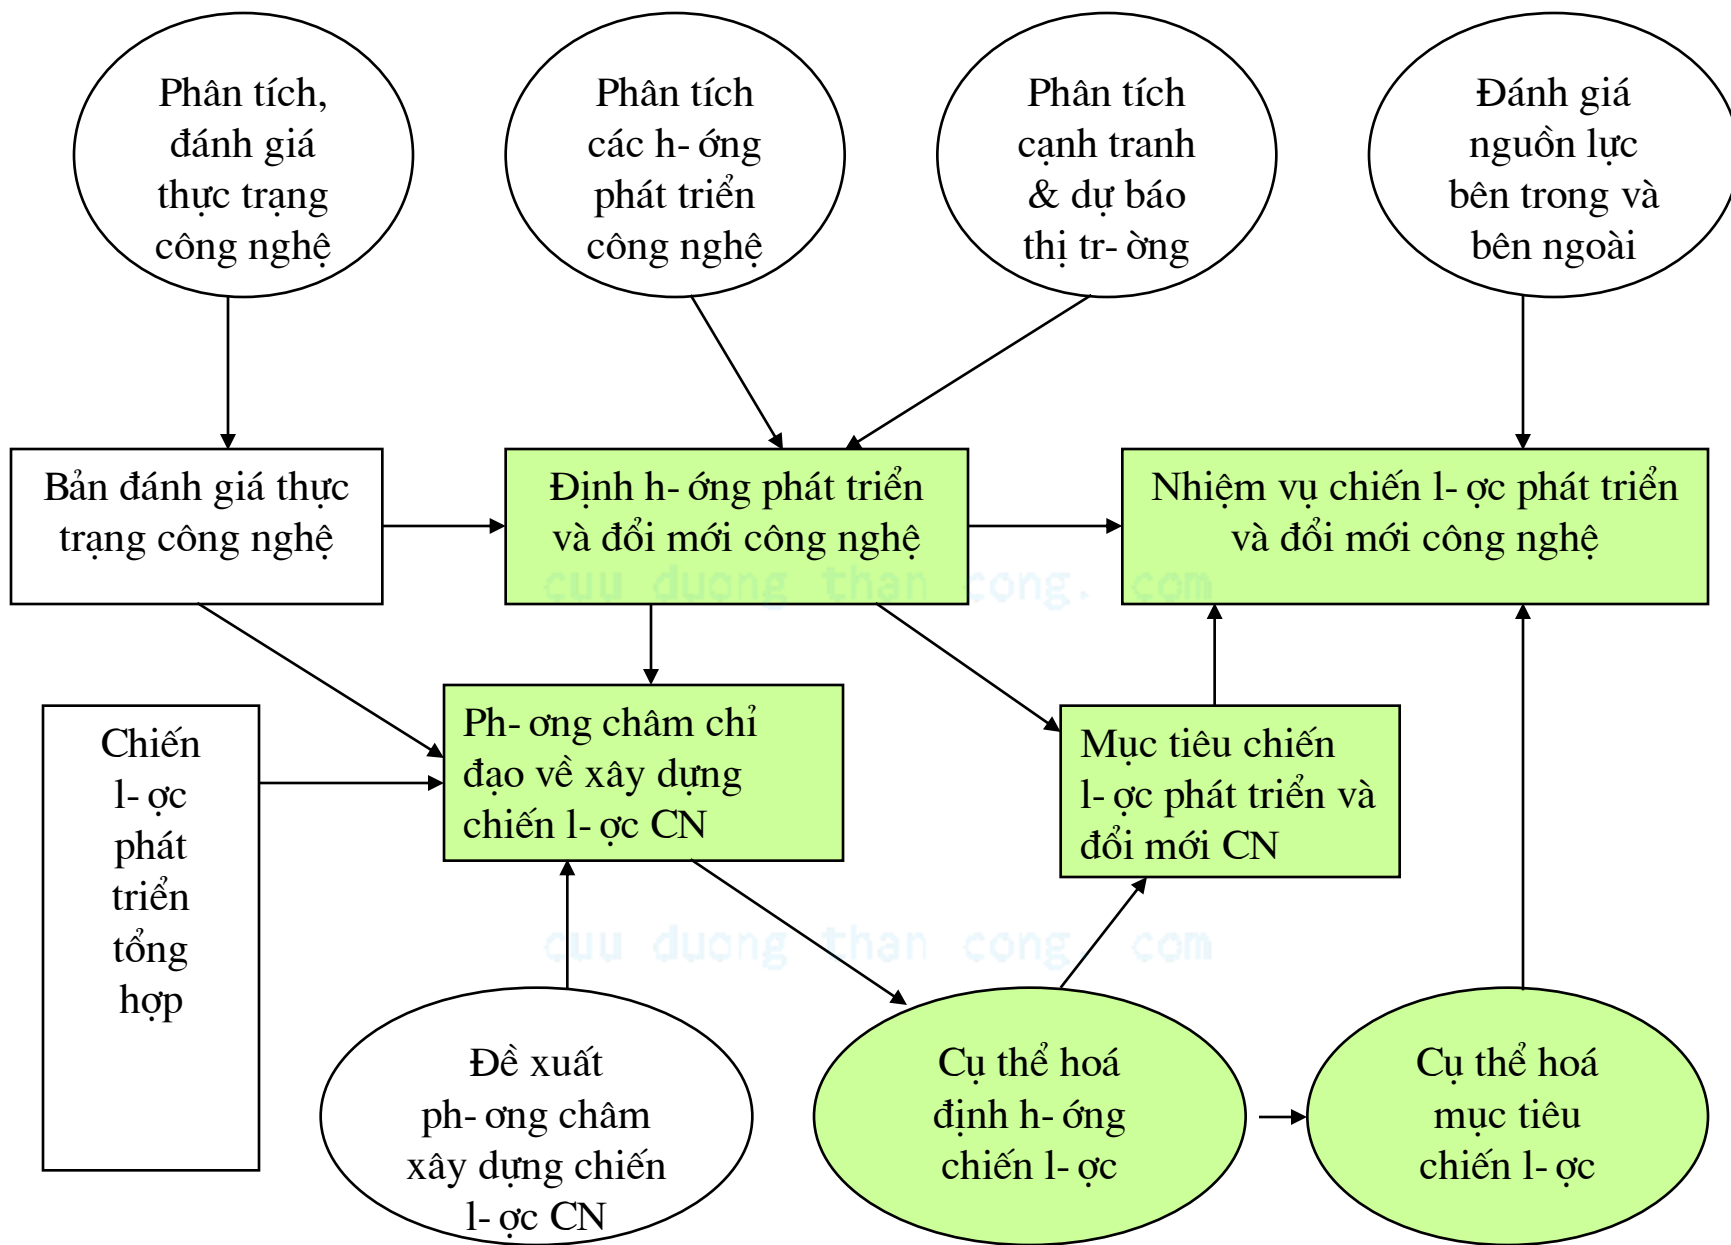 Phân tích,
đánh giá
thực trạng
công nghệ
Phân tích
các h- ớng
phát triển
công nghệ
Phân tích
cạnh tranh
& dự báo
thị tr- ờng
Đánh giá
nguồn lực
bên trong và
bên ngoài
Bản đánh giá thực
trạng công nghệ
Định h- ớng phát triển
và đổi mới công nghệ
Nhiệm vụ chiến l- ợc phát triển
và đổi mới công nghệ
cuu duong than cong. com
Chiến
l- ợc
phát
triển
tổng
hợp
Ph- ơng châm chỉ
đạo về xây dựng
chiến l- ợc CN
Mục tiêu chiến
l- ợc phát triển và
đổi mới CN
cuu duong than cong. com
Đề xuất
ph- ơng châm
xây dựng chiến
l- ợc CN
Cụ thể hoá
định h- ớng
chiến l- ợc
Cụ thể hoá
mục tiêu
chiến l- ợc